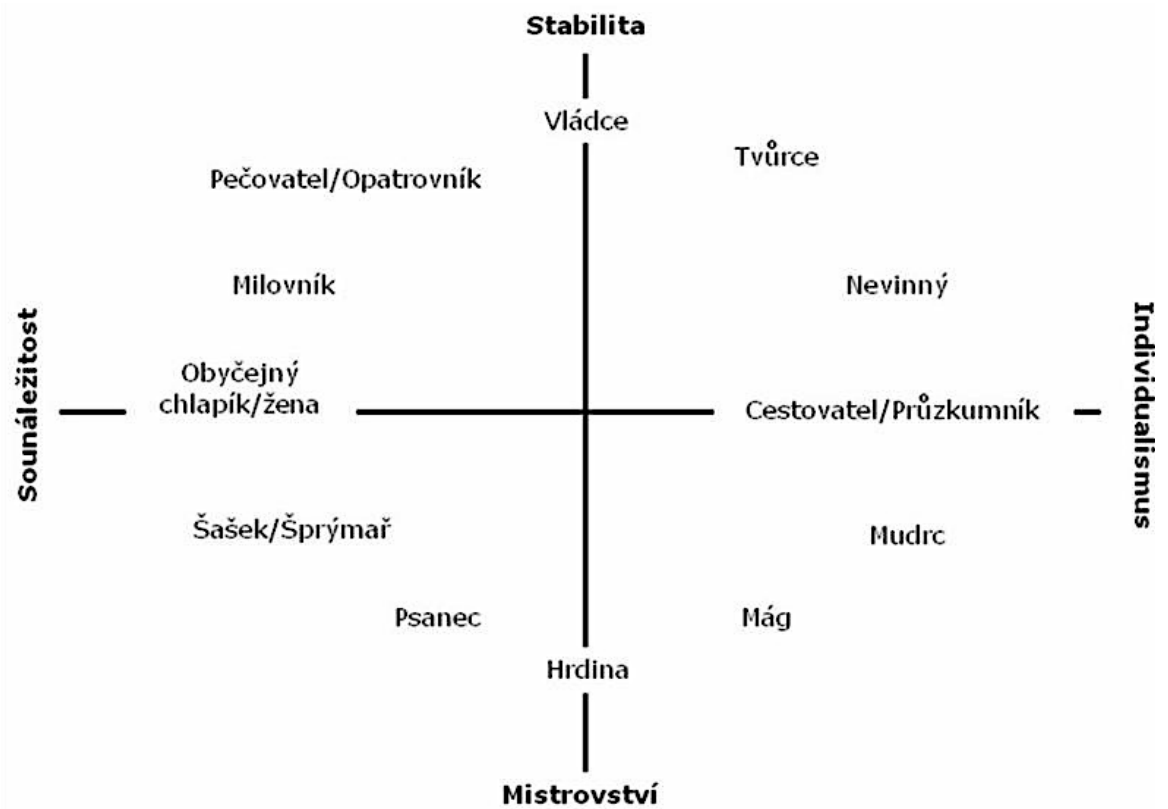 Stabilita
Vládce
Tvůrce
Pečovatel/Opatrovník
Milovník
Nevinný
Sounáležitost
Individualismus
Obyčejný
chlapík/žena
Cestovatel/Průzkumník
Šašek/Šprýmař
Mudrc
Psanec
Mág
Hrdina
Mistrovství